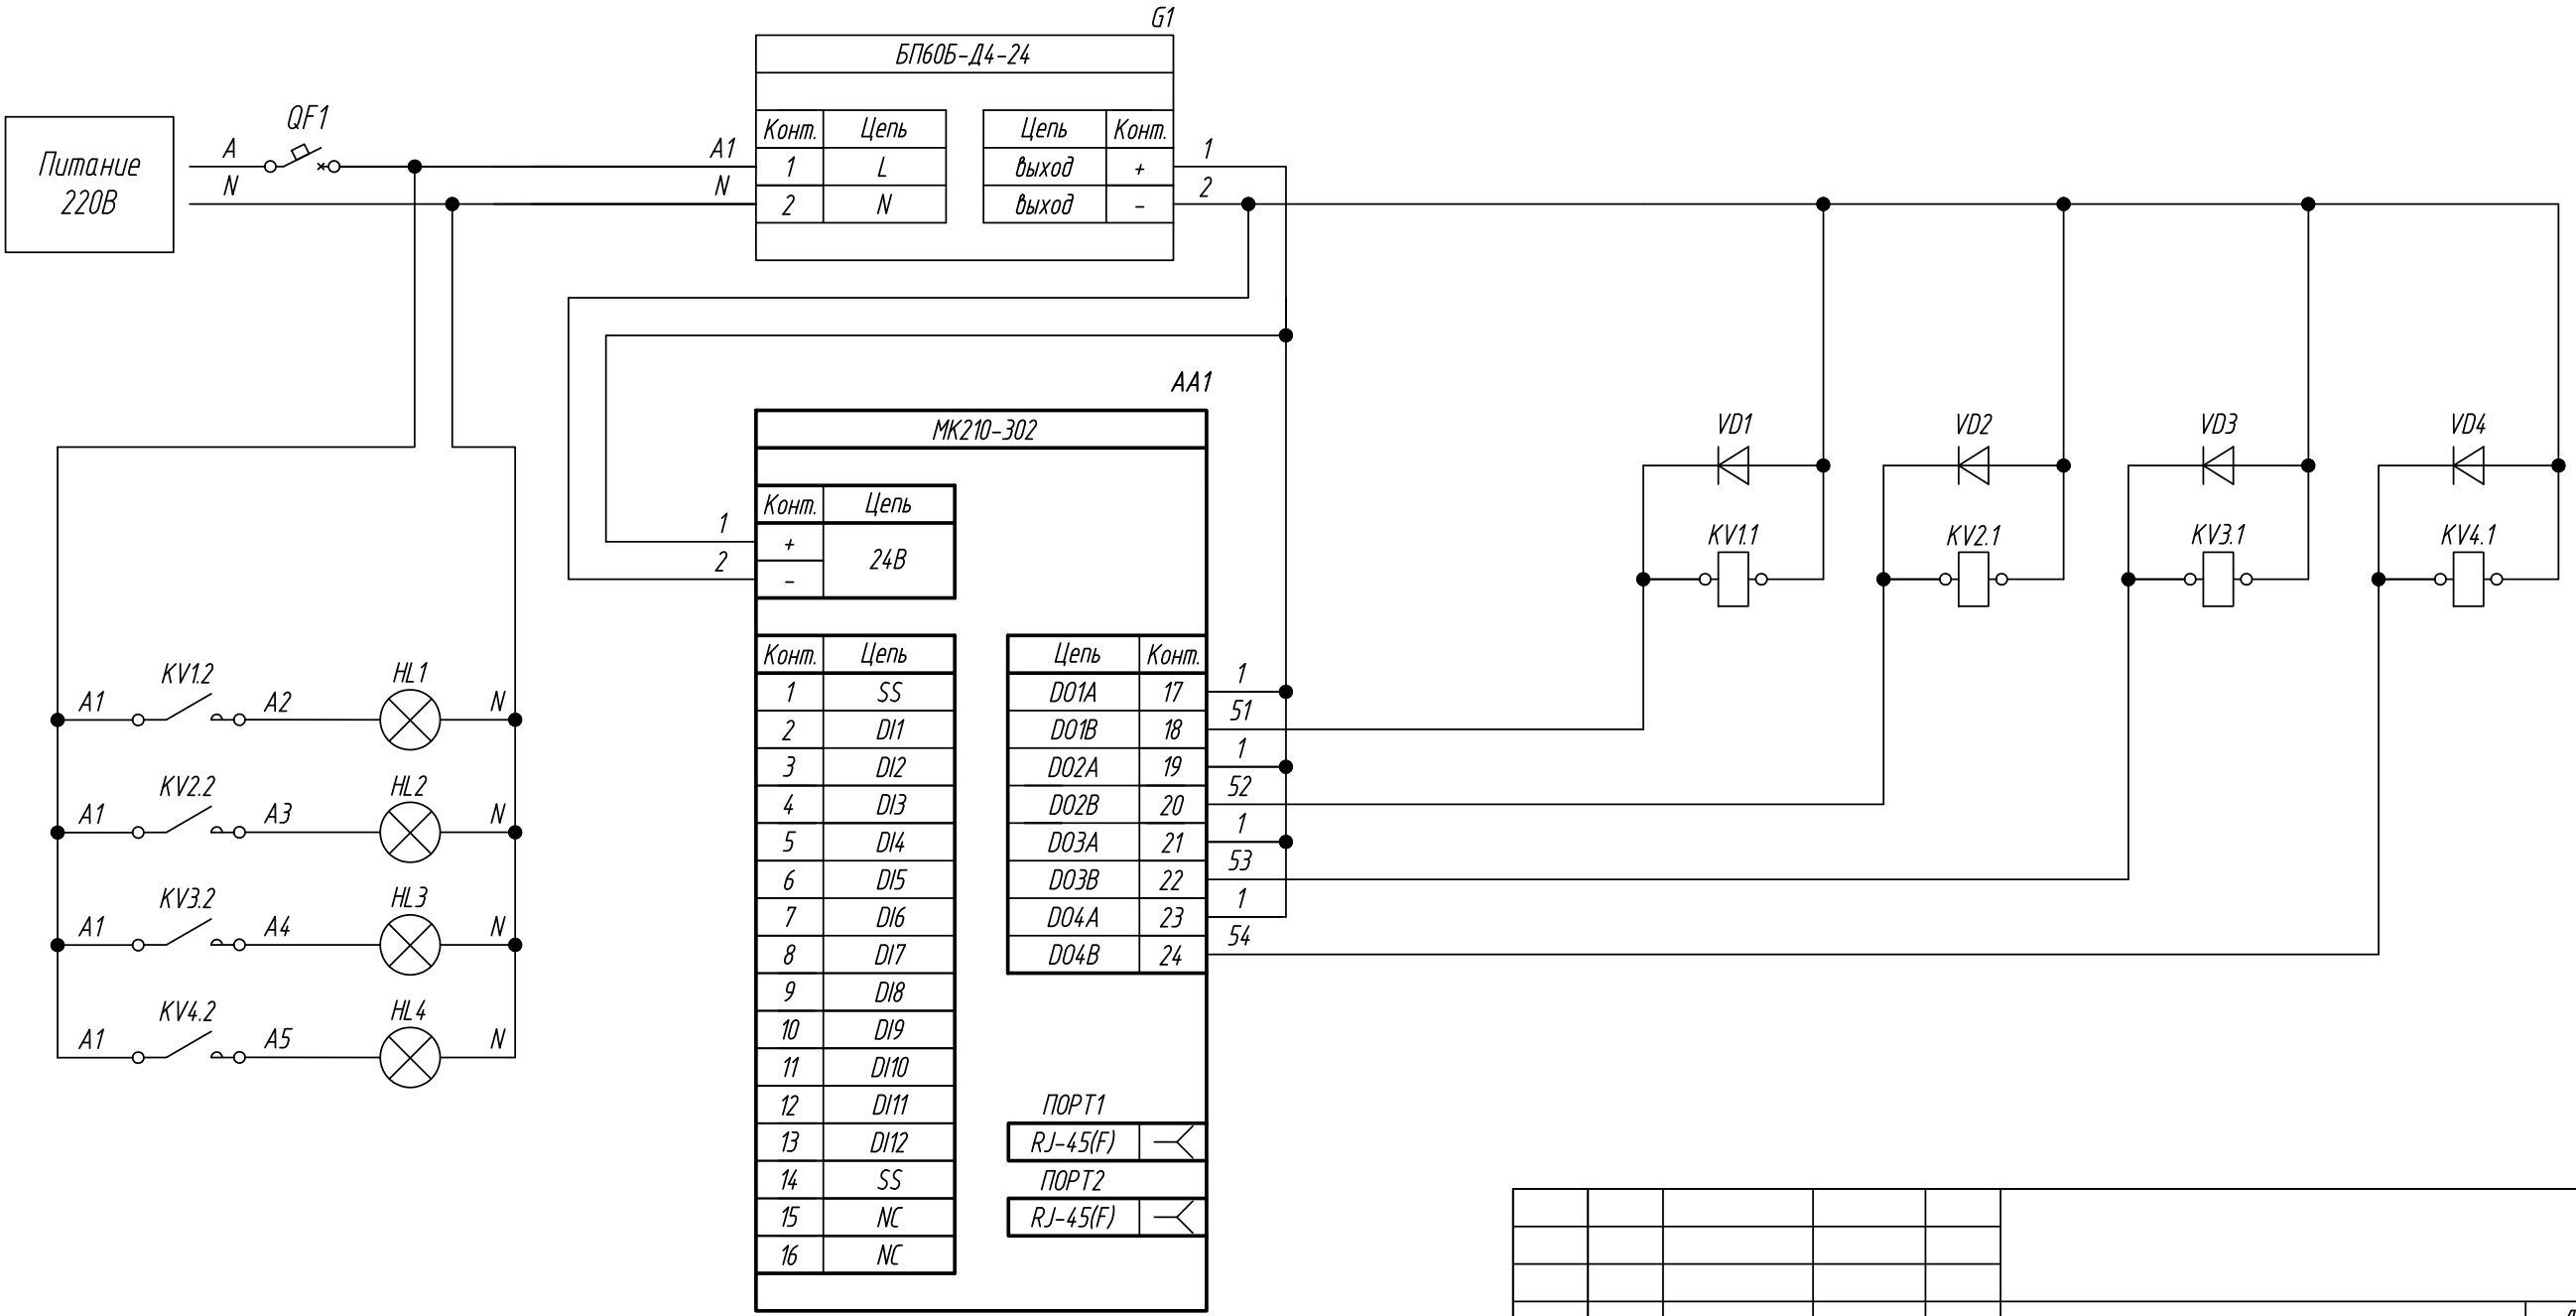 G1
БП60Б-Д4-24
Конт. Цепь Цепь Конт.
1 L выход +
2 N выход -
Питание
220В
A
N
QF1
A1
N
1
2
AA1
МК210-302
Конт. Цепь
+ 24В
-
1
2
Конт. Цепь
1 SS
2 DI1
3 DI2
4 DI3
5 DI4
6 DI5
7 DI6
8 DI7
9 DI8
10 DI9
11 DI10
12 DI11
13 DI12
14 SS
15 NC
16 NC
Цепь Конт.
DO1A 17
DO1B 18
DO2A 19
DO2B 20
DO3A 21
DO3B 22
DO4A 23
DO4B 24
1
51
1
52
1
53
1
54
ПОРТ1
RJ-45(F)
ПОРТ2
RJ-45(F)
VD1
KV1.1
VD2
KV2.1
VD3
KV3.1
VD4
KV4.1
A1 KV1.2 A2 HL1 N
A1 KV2.2 A3 HL2 N
A1 KV3.2 A4 HL3 N
A1 KV4.2 A5 HL4 N